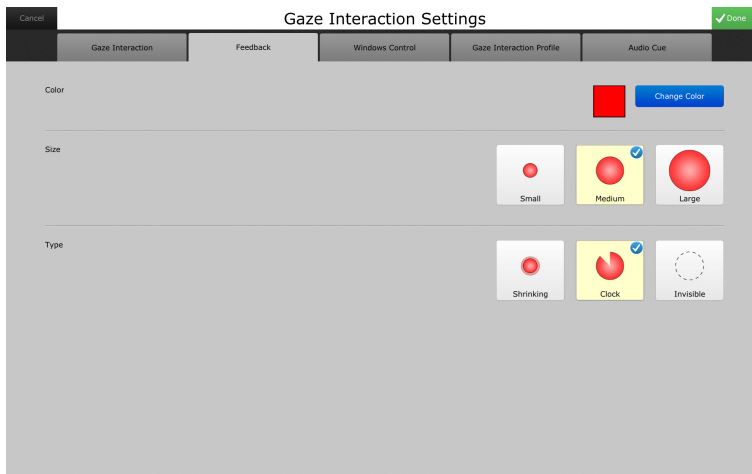 Cancel
Gaze Interaction Settings
Done
Gaze Interaction
Feedback
Windows Control
Gaze Interaction Profile
Audio Cue
Color
Change Color
Size
Small
Medium
Large
Type
Shrinking
Clock
Invisible